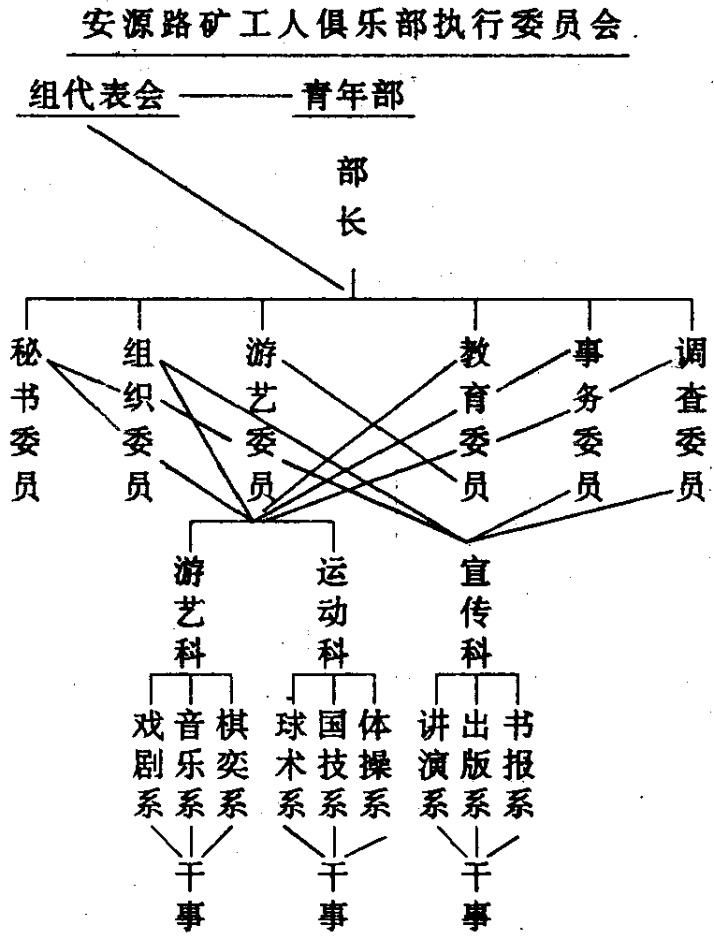 安源路矿工人俱乐部执行委员会
组代表会
青年部
部长
秘书委员
组织委员
游艺委员
教育委员
事务委员
调查委员
游艺科
运动科
宣传科
戏剧系
音乐系
棋奕系
球术系
国技系
体操系
讲演系
出版系
书报系
干事
干事
干事